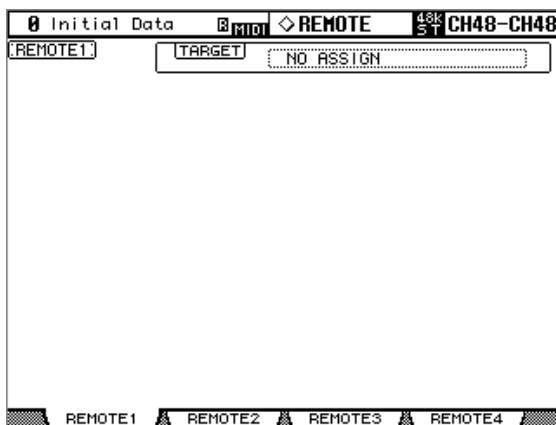 0 Initial Data R MIDI ◇REMOTE 48k ST CH48-CH48
REMOTE1 TARGET NO ASSIGN
REMOTE1 REMOTE2 REMOTE3 REMOTE4